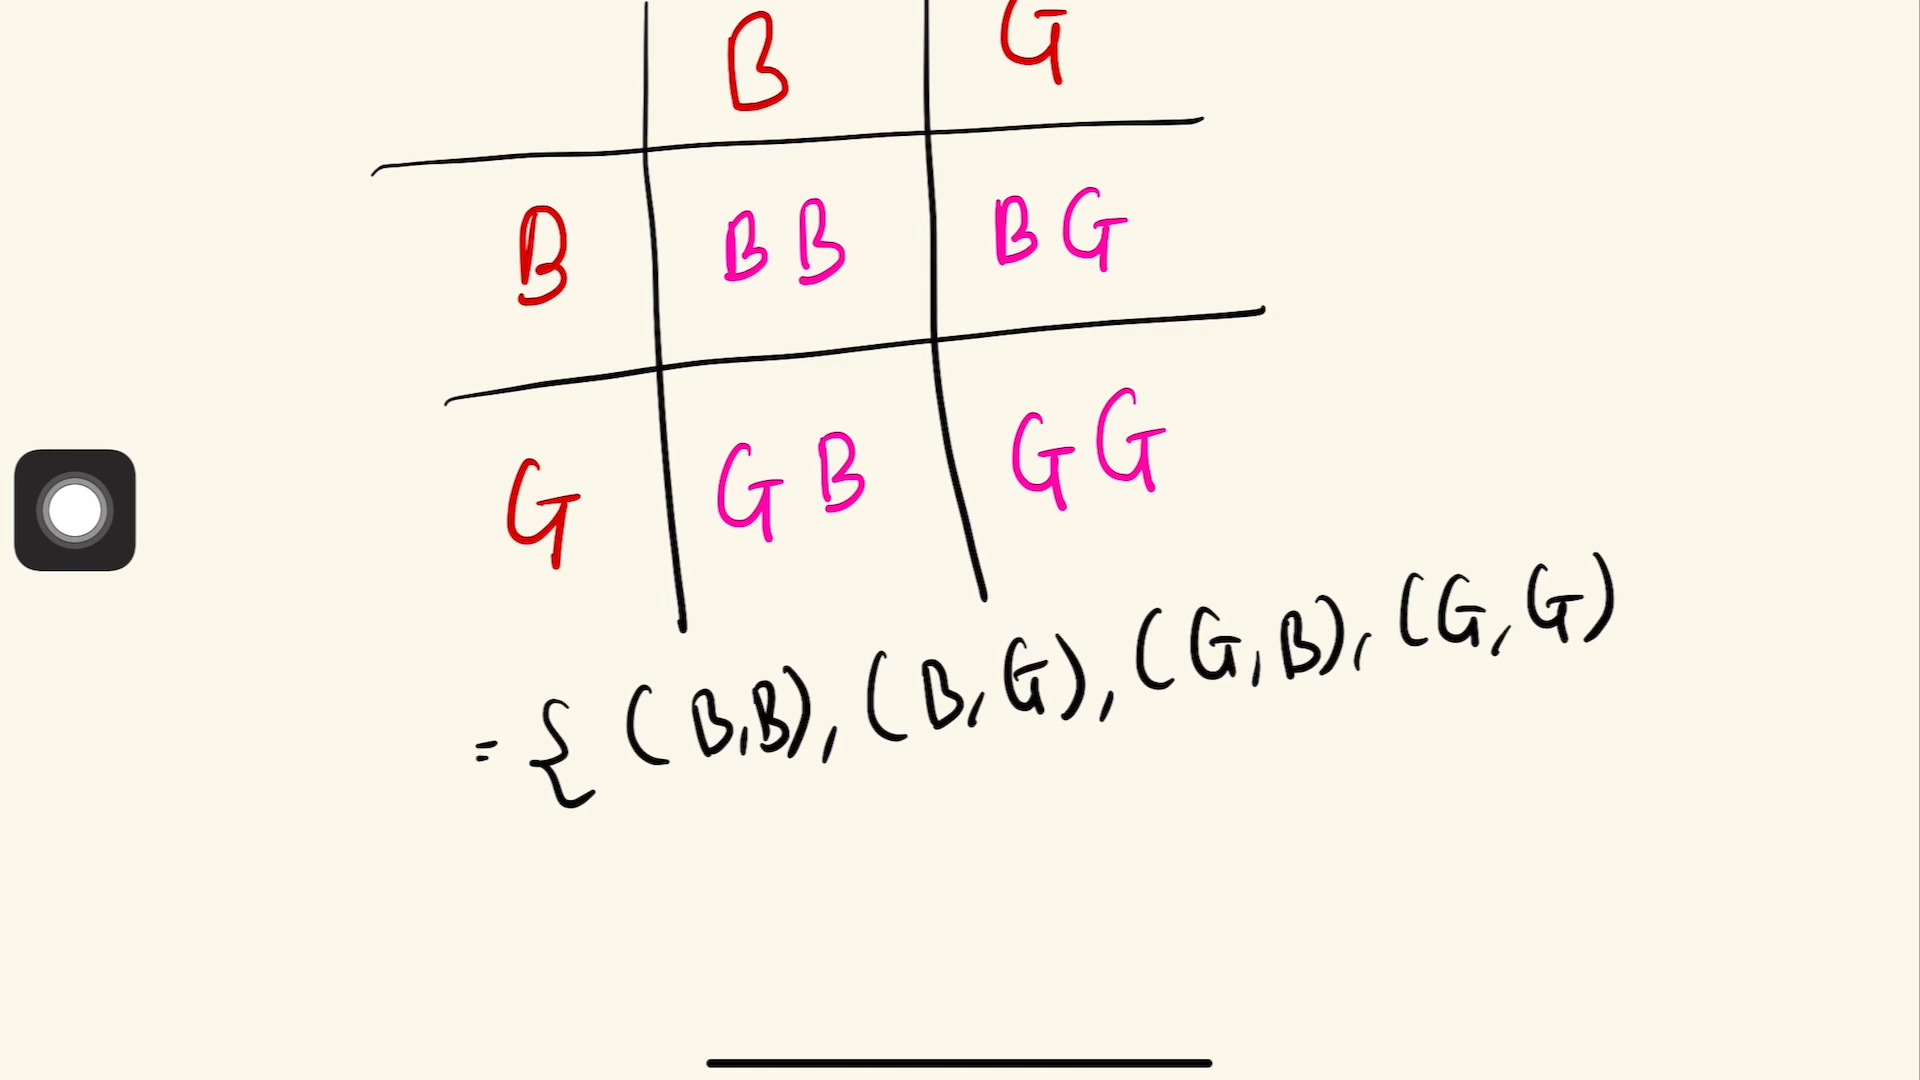 B G
B BB BG
G GB GG
= { (B,B), (B,G), (G,B), (G,G)